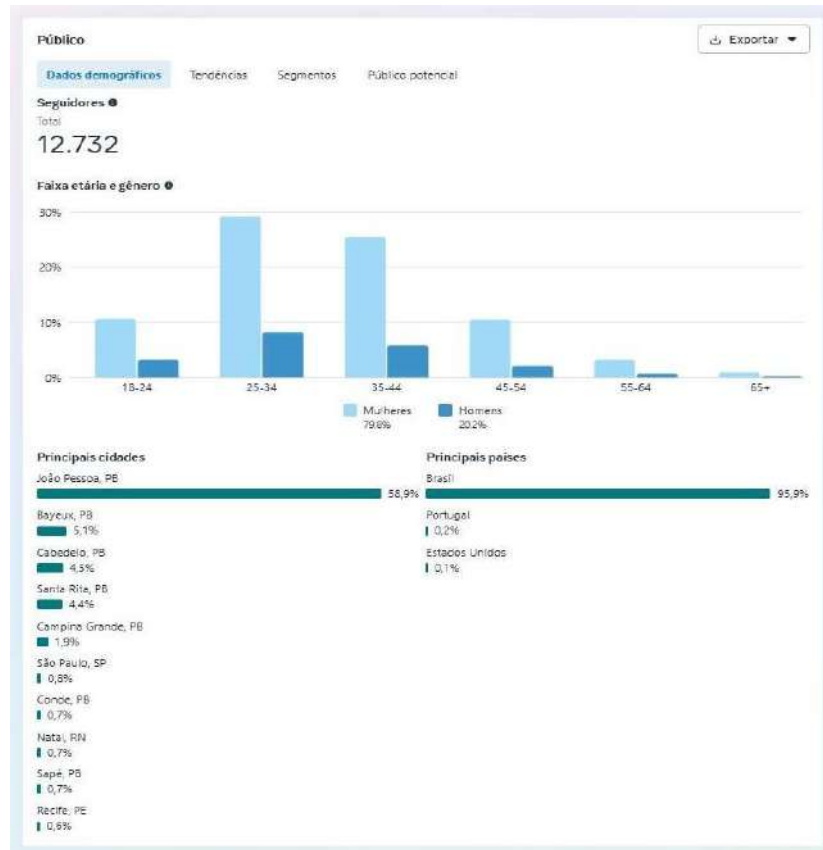 Público
Exportar
Dados demográficos Tendências Segmentos Público potencial
Seguidores
Total
12.732
Faixa etária e gênero
30%
20%
10%
0%
18-24 25-34 35-44 45-54 55-64 65+
Mulheres Homens
79,8% 20,2%
Principais cidades
João Pessoa, PB
58,9%
Bayeux, PB
5,1%
Cabedelo, PB
4,5%
Santa Rita, PB
4,4%
Campina Grande, PB
1,9%
São Paulo, SP
0,8%
Conde, PB
0,7%
Natal, RN
0,7%
Sapé, PB
0,7%
Recife, PE
0,6%
Principais países
Brasil
95,9%
Portugal
0,2%
Estados Unidos
0,1%